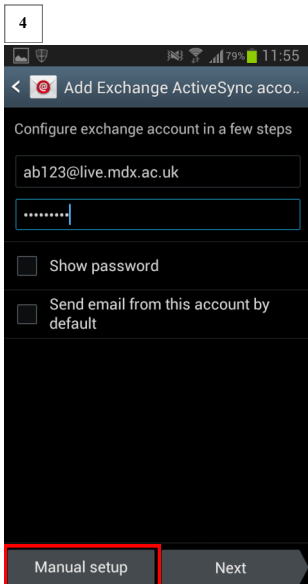 4
79% 11:55
Add Exchange ActiveSync acco..
Configure exchange account in a few steps
ab123@live.mdx.ac.uk
•••••••••
Show password
Send email from this account by
default
Manual setup
Next